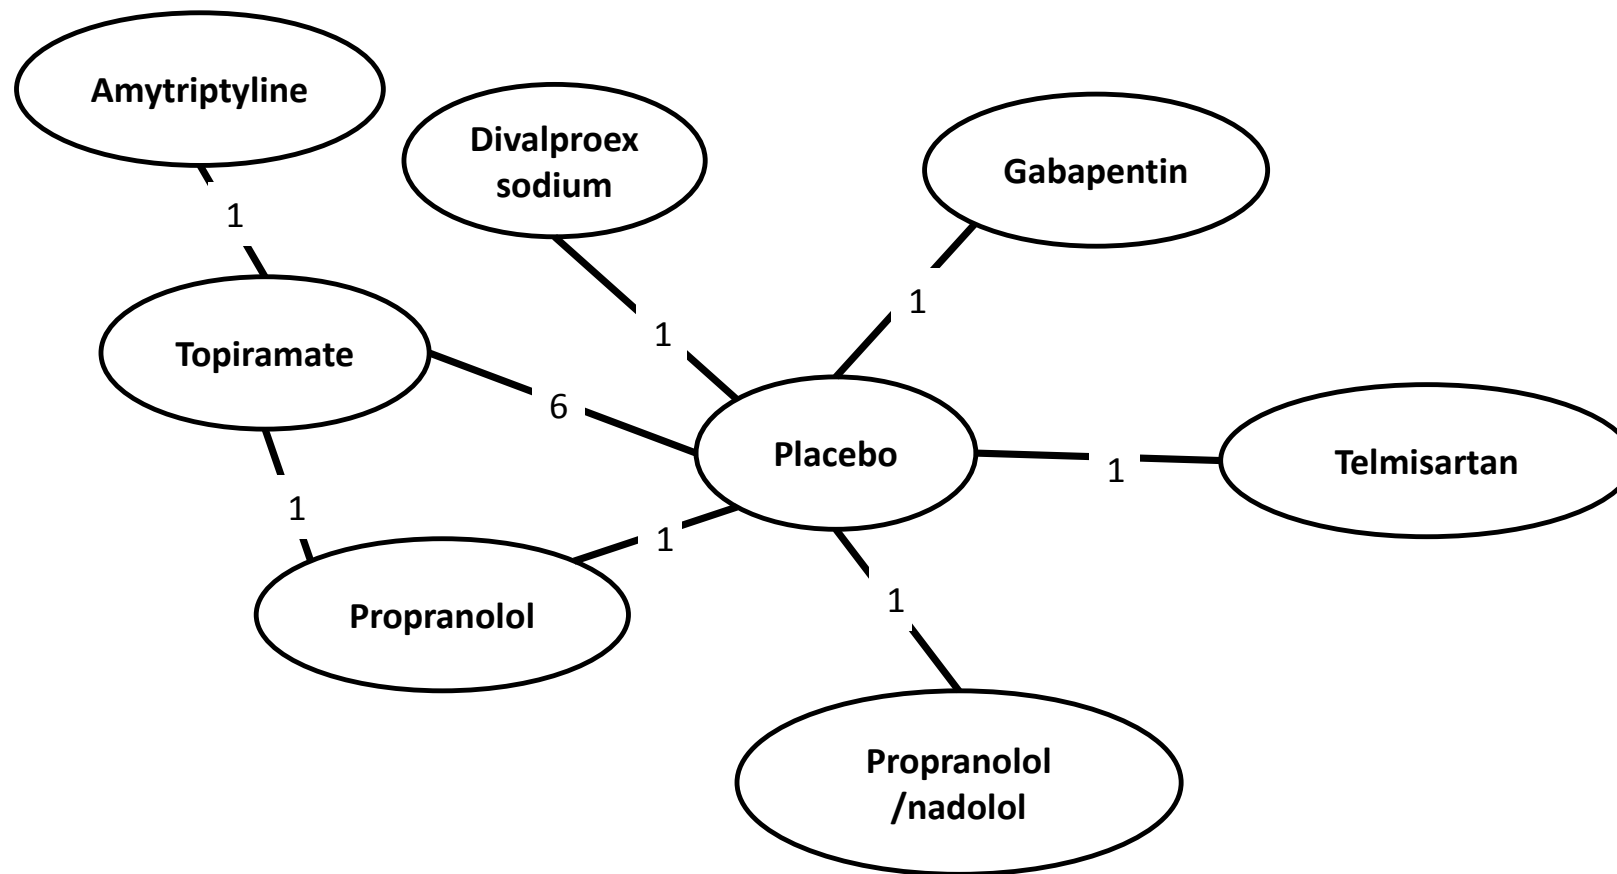 Amytriptyline
Divalproex
sodium
Gabapentin
1
1
1
Topiramate
6
Placebo
Telmisartan
1
1
1
Propranolol
1
Propranolol
/nadolol